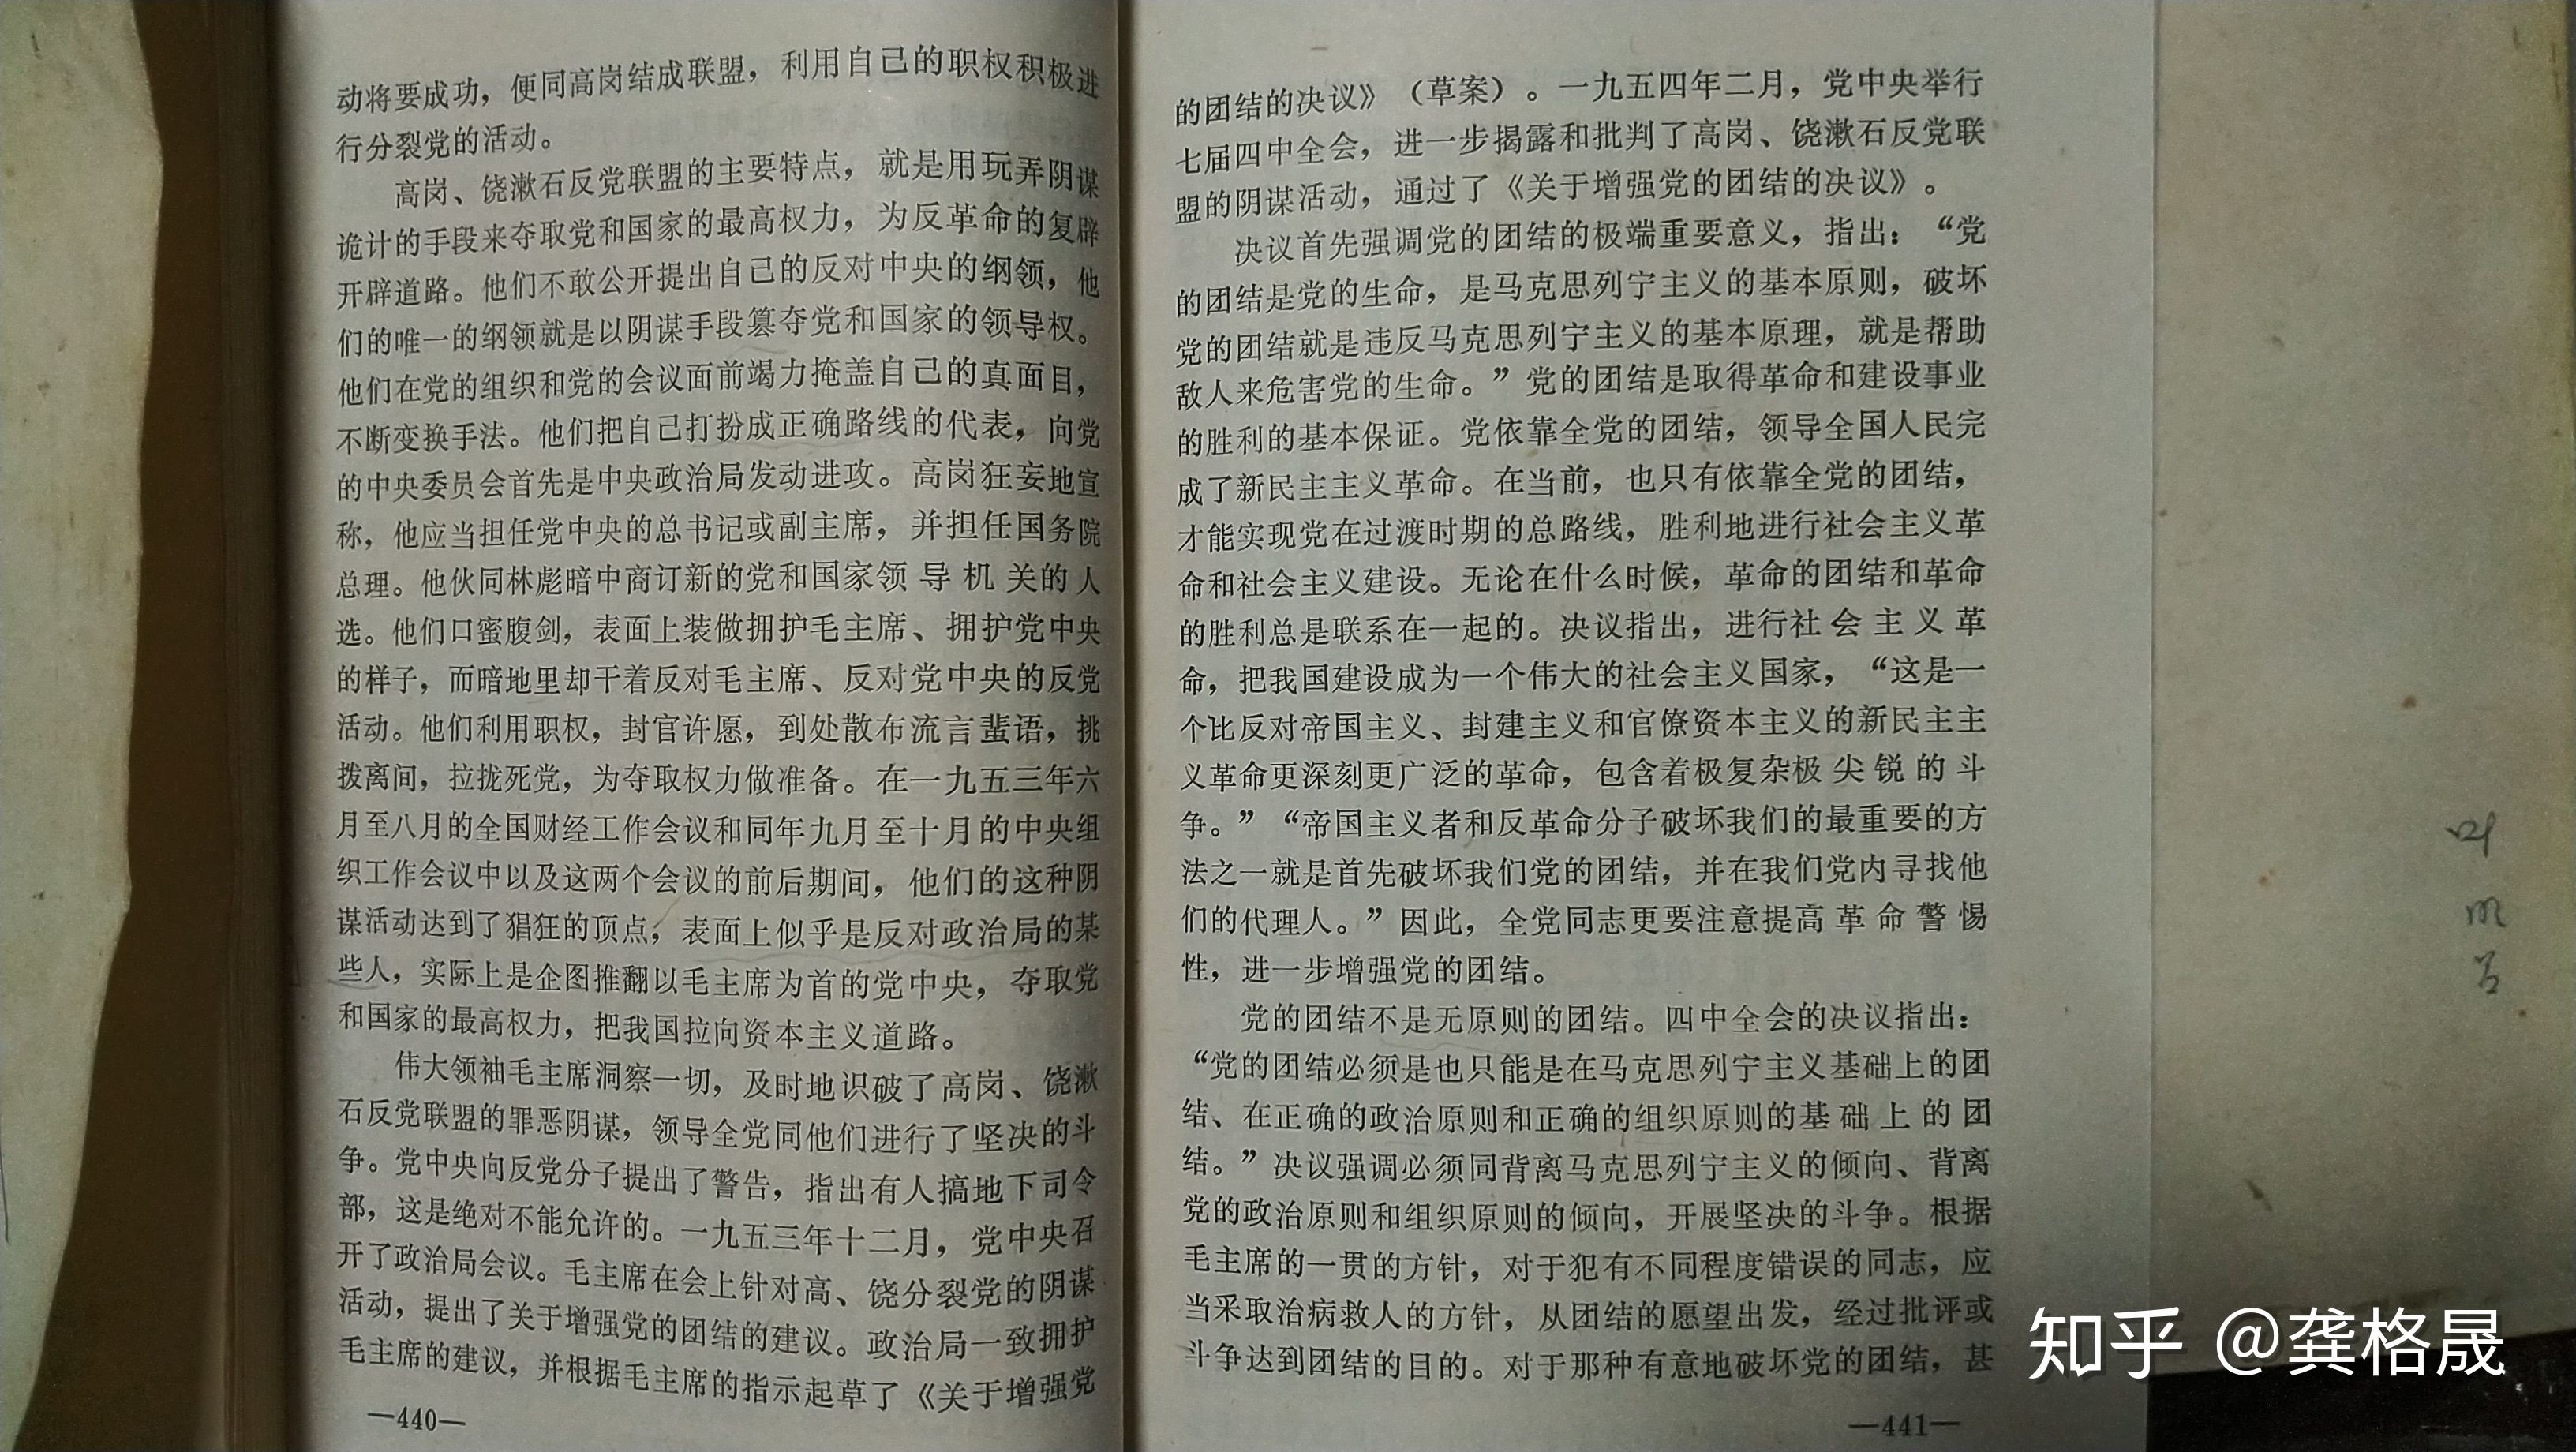 动将要成功，便同高岗结成联盟，利用自己的职权积极进
行分裂党的活动。
高岗、饶漱石反党联盟的主要特点，就是用玩弄阴谋
诡计的手段来夺取党和国家的最高权力，为反革命的复辟
开辟道路。他们不敢公开提出自己的反对中央的纲领，他
们的唯一的纲领就是以阴谋手段篡夺党和国家的领导权。
他们在党的组织和党的会议面前竭力掩盖自己的真面目，
不断变换手法。他们把自己打扮成正确路线的代表，向党
的中央委员会首先是中央政治局发动进攻。高岗狂妄地宣
称，他应当担任党中央的总书记或副主席，并担任国务院
总理。他伙同林彪暗中商订新的党和国家领导机关的人
选。他们口蜜腹剑，表面上装做拥护毛主席、拥护党中央
的样子，而暗地里却干着反对毛主席、反对党中央的反党
活动。他们利用职权，封官许愿，到处散布流言蜚语，挑
拨离间，拉拢死党，为夺取权力做准备。在一九五三年六
月至八月的全国财经工作会议和同年九月至十月的中央组
织工作会议中以及这两个会议的前后期间，他们的这种阴
谋活动达到了猖狂的顶点，表面上似乎是反对政治局的某
些人，实际上是企图推翻以毛主席为首的党中央，夺取党
和国家的最高权力，把我国拉向资本主义道路。
伟大领袖毛主席洞察一切，及时地识破了高岗、饶漱
石反党联盟的罪恶阴谋，领导全党同他们进行了坚决的斗
争。党中央向反党分子提出了警告，指出有人搞地下司令
部，这是绝对不能允许的。一九五三年十二月，党中央召
开了政治局会议。毛主席在会上针对高、饶分裂党的阴谋
活动，提出了关于增强党的团结的建议。政治局一致拥护
毛主席的建议，并根据毛主席的指示起草了《关于增强党
—440—
的团结的决议》（草案）。一九五四年二月，党中央举行
七届四中全会，进一步揭露和批判了高岗、饶漱石反党联
盟的阴谋活动，通过了《关于增强党的团结的决议》。
决议首先强调党的团结的极端重要意义，指出：“党
的团结是党的生命，是马克思列宁主义的基本原则，破坏
党的团结就是违反马克思列宁主义的基本原理，就是帮助
敌人来危害党的生命。”党的团结是取得革命和建设事业
的胜利的基本保证。党依靠全党的团结，领导全国人民完
成了新民主主义革命。在当前，也只有依靠全党的团结，
才能实现党在过渡时期的总路线，胜利地进行社会主义革
命和社会主义建设。无论在什么时候，革命的团结和革命
的胜利总是联系在一起的。决议指出，进行社会主义革
命，把我国建设成为一个伟大的社会主义国家，“这是一
个比反对帝国主义、封建主义和官僚资本主义的新民主主
义革命更深刻更广泛的革命，包含着极复杂极尖锐的斗
争。”“帝国主义者和反革命分子破坏我们的最重要的方
法之一就是首先破坏我们党的团结，并在我们党内寻找他
们的代理人。”因此，全党同志更要注意提高革命警惕
性，进一步增强党的团结。
党的团结不是无原则的团结。四中全会的决议指出：
“党的团结必须是也只能是在马克思列宁主义基础上的团
结、在正确的政治原则和正确的组织原则的基础上的团
结。”决议强调必须同背离马克思列宁主义的倾向、背离
党的政治原则和组织原则的倾向，开展坚决的斗争。根据
毛主席的一贯的方针，对于犯有不同程度错误的同志，应
当采取治病救人的方针，从团结的愿望出发，经过批评或
斗争达到团结的目的。对于那种有意地破坏党的团结，甚
—441—
知乎 @龚格晟